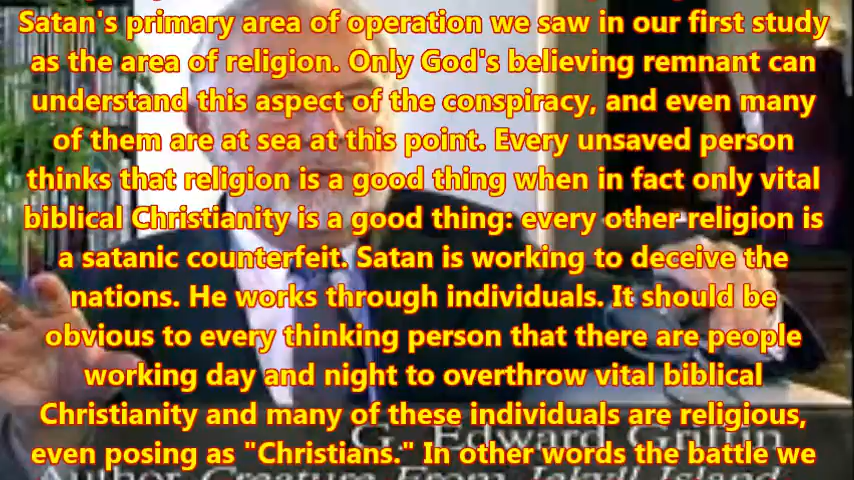 Satan's primary area of operation we saw in our first study
as the area of religion. Only God's believing remnant can
understand this aspect of the conspiracy, and even many
of them are at sea at this point. Every unsaved person
thinks that religion is a good thing when in fact only vital
biblical Christianity is a good thing: every other religion is
a satanic counterfeit. Satan is working to deceive the
nations. He works through individuals. It should be
obvious to every thinking person that there are people
working day and night to overthrow vital biblical
Christianity and many of these individuals are religious,
G. Edward Griffin
even posing as "Christians." In other words the battle we
Author Creature From Jekyll Island